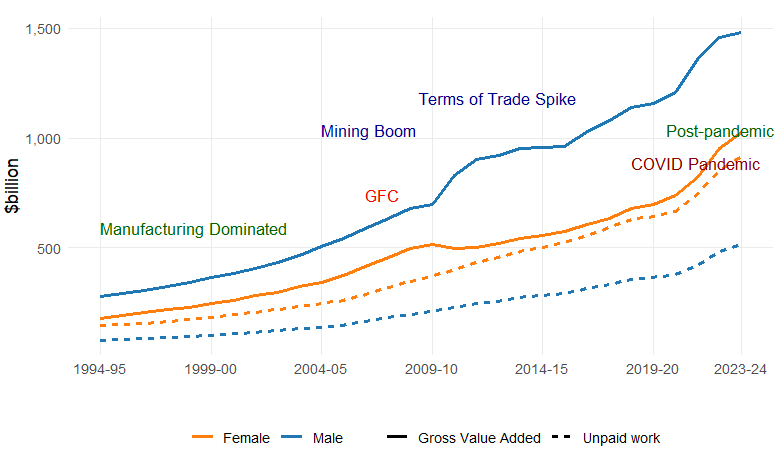 1,500
Terms of Trade Spike
Mining Boom
Post-pandemic
1,000
COVID Pandemic
GFC
$billion
Manufacturing Dominated
500
1994-95 1999-00 2004-05 2009-10 2014-15 2019-20 2023-24
Female Male Gross Value Added Unpaid work